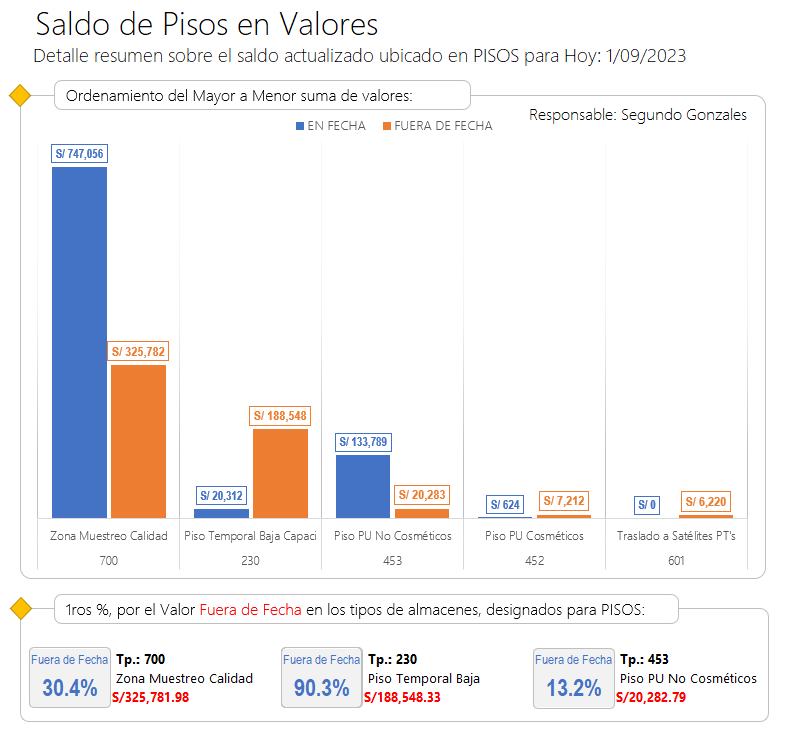 Saldo de Pisos en Valores
Detalle resumen sobre el saldo actualizado ubicado en PISOS para Hoy: 1/09/2023
Ordenamiento del Mayor a Menor suma de valores:
Responsable: Segundo Gonzales
EN FECHA FUERA DE FECHA
S/ 747,056
S/ 325,782
S/ 20,312
S/ 188,548
S/ 133,789
S/ 20,283
S/ 624
S/ 7,212
S/ 0
S/ 6,220
Zona Muestreo Calidad Piso Temporal Baja Capaci Piso PU No Cosméticos Piso PU Cosméticos Traslado a Satélites PT's
700 230 453 452 601
1ros %, por el Valor Fuera de Fecha en los tipos de almacenes, designados para PISOS:
Fuera de Fecha
30.4%
Tp.: 700
Zona Muestreo Calidad
S/325,781.98
Fuera de Fecha
90.3%
Tp.: 230
Piso Temporal Baja
S/188,548.33
Fuera de Fecha
13.2%
Tp.: 453
Piso PU No Cosméticos
S/20,282.79